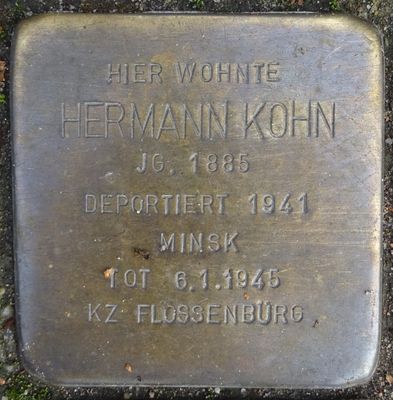 HIER WOHNTE
HERMANN KOHN
JG. 1885
DEPORTIERT 1941
MINSK
TOT 6.1.1945
KZ FLOSSENBÜRG